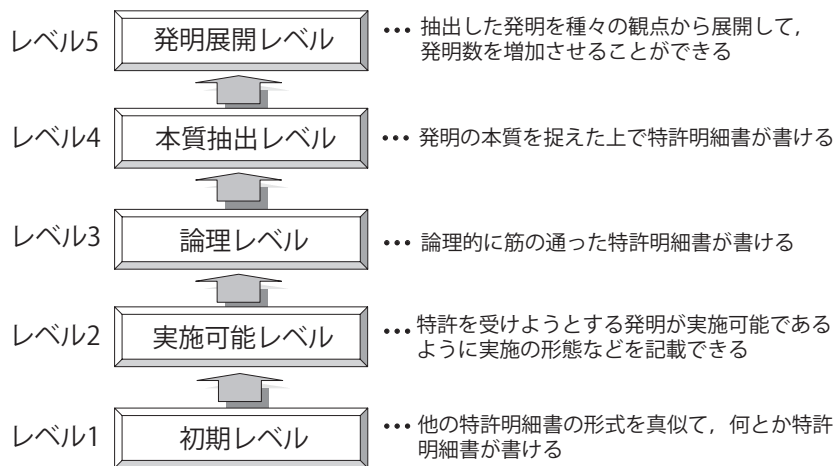 レベル5
発明展開レベル
••• 抽出した発明を種々の観点から展開して，
発明数を増加させることができる
レベル4
本質抽出レベル
••• 発明の本質を捉えた上で特許明細書が書ける
レベル3
論理レベル
••• 論理的に筋の通った特許明細書が書ける
レベル2
実施可能レベル
••• 特許を受けようとする発明が実施可能である
ように実施の形態などを記載できる
レベル1
初期レベル
••• 他の特許明細書の形式を真似て，何とか特許
明細書が書ける